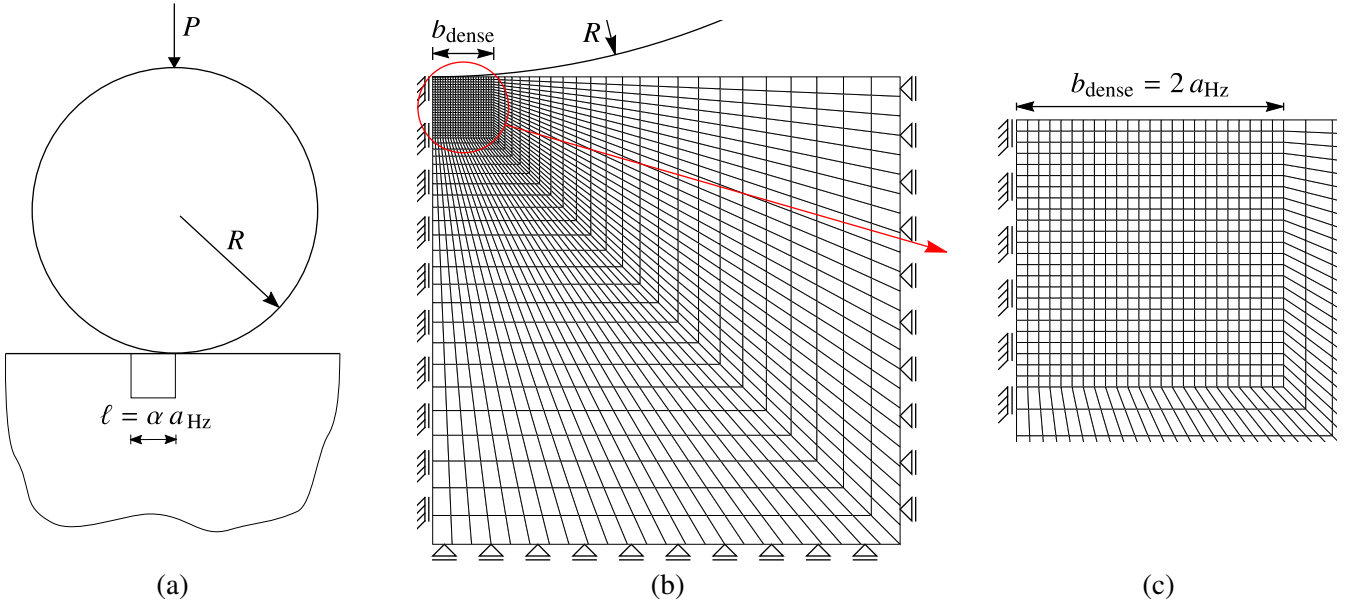 P
R
ℓ = α a_Hz
(a)
b_dense
R
(b)
b_dense = 2 a_Hz
(c)